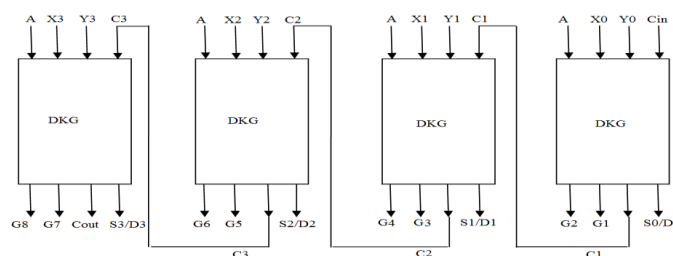 A X3 Y3 C3 A X2 Y2 C2 A X1 Y1 C1 A X0 Y0 Cin
DKG DKG DKG DKG
G8 G7 Cout S3/D3 G6 G5 S2/D2 G4 G3 S1/D1 G2 G1 S0/D
C3 C2 C1